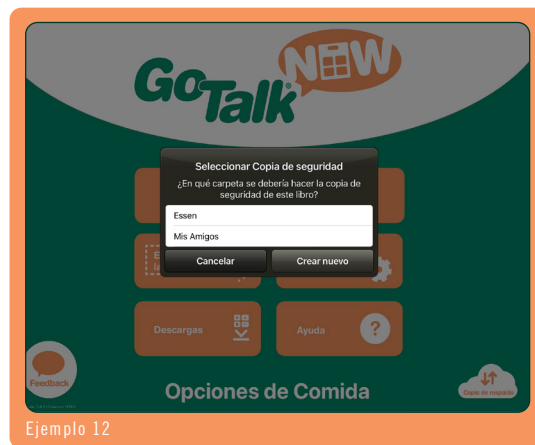 GoTalk NOW
Seleccionar Copia de seguridad
¿En qué carpeta se debería hacer la copia de
seguridad de este libro?
Essen
Mis Amigos
Cancelar
Crear nuevo
Descargas
Ayuda
?
Feedback
Opciones de Comida
Copia de respaldo
Ejemplo 12